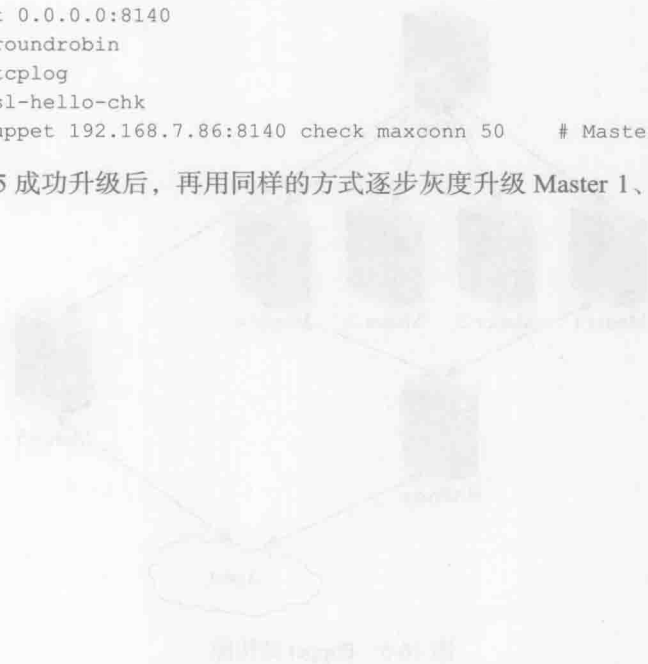 0.0.0.0:8140
roundrobin
tcplog
sl-hello-chk
uppet 192.168.7.86:8140 check maxconn 50 # Maste
5 成功升级后，再用同样的方式逐步灰度升级 Master 1、